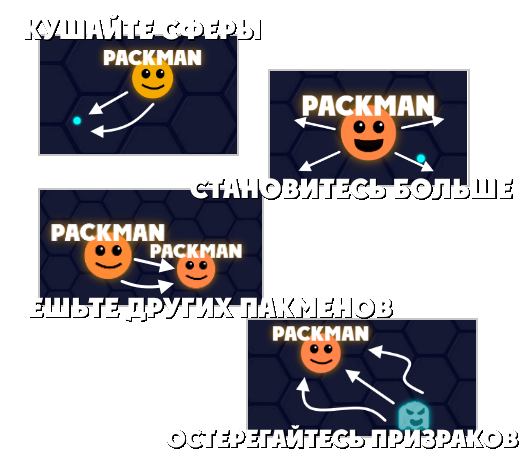 КУШАЙТЕ СФЕРЫ
PACKMAN
PACKMAN
СТАНОВИТЕСЬ БОЛЬШЕ
PACKMAN
PACKMAN
ЕШЬТЕ ДРУГИХ ПАКМЕНОВ
PACKMAN
ОСТЕРЕГАЙТЕСЬ ПРИЗРАКОВ